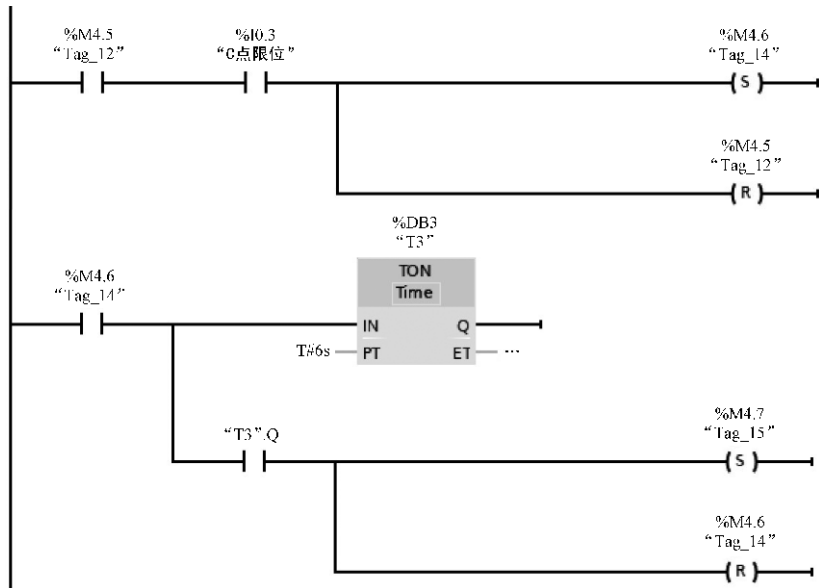 %M4.5
“Tag_12”
%I0.3
“C点限位”
%M4.6
“Tag_14”
S
%M4.5
“Tag_12”
R
%DB3
“T3”
TON
Time
%M4.6
“Tag_14”
IN
Q
T#6s
PT
ET
...
“T3”.Q
%M4.7
“Tag_15”
S
%M4.6
“Tag_14”
R